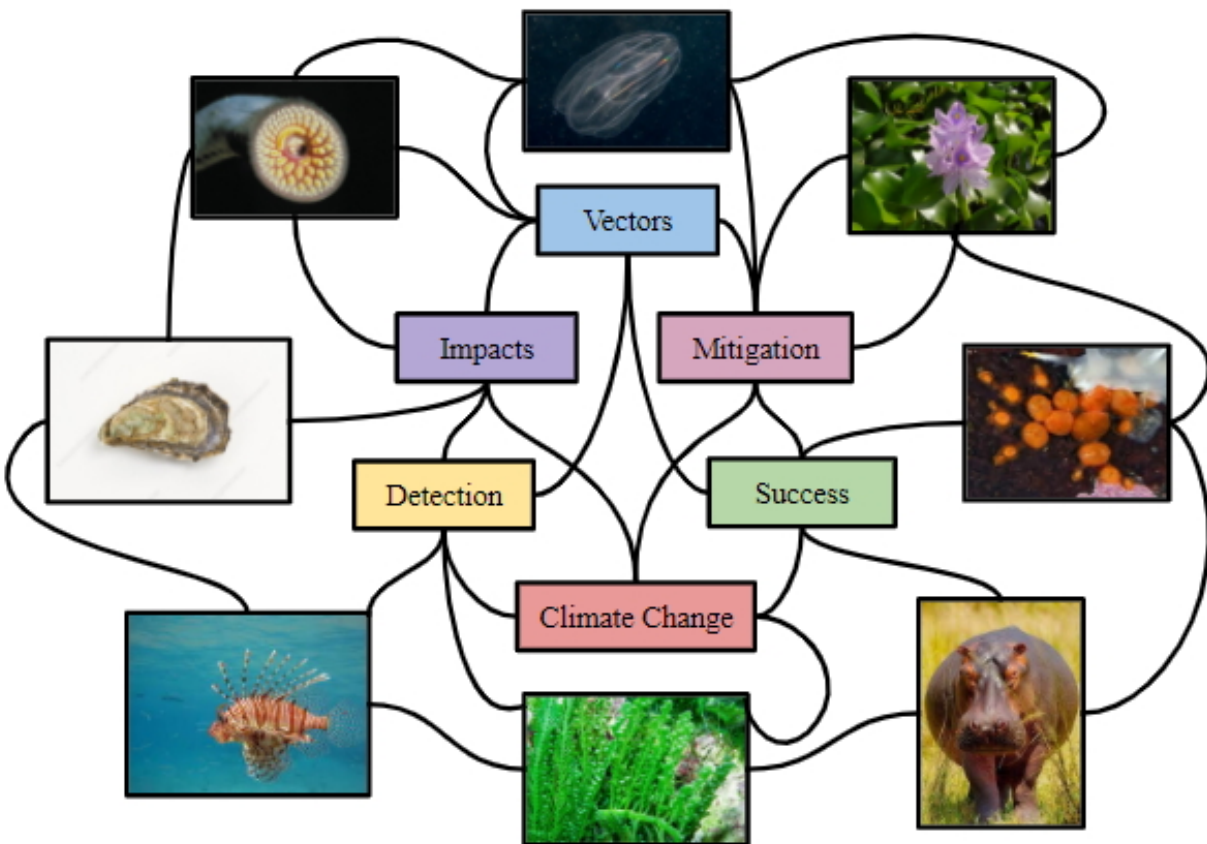 Vectors
Impacts
Mitigation
Detection
Success
Climate Change